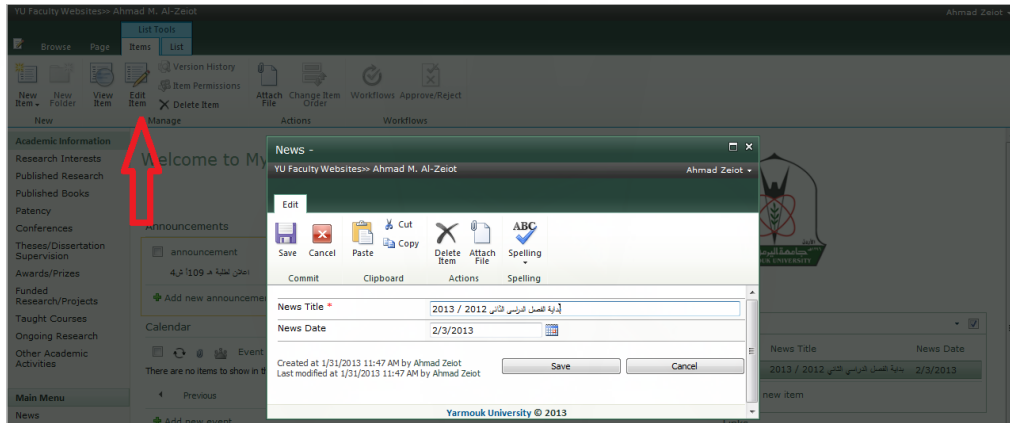 YU Faculty Websites>> Ahmad M. Al-Zeiot
Ahmad Zeiot
List Tools
Browse
Page
Items
List
New Item
New Folder
View Item
Edit Item
Version History
Item Permissions
Delete Item
Attach File
Change Item Order
Workflows
Approve/Reject
New
Manage
Actions
Workflows
Academic Information
Research Interests
Published Research
Published Books
Patency
Conferences
Theses/Dissertation
Supervision
Awards/Prizes
Funded
Research/Projects
Taught Courses
Ongoing Research
Other Academic
Activities
Main Menu
News
Welcome to My
Announcements
announcement
Add new announcemen
Calendar
Event
There are no items to show in th
Previous
Add new event
News -
YU Faculty Websites>> Ahmad M. Al-Zeiot
Ahmad Zeiot
Edit
Save
Cancel
Paste
Cut
Copy
Delete Item
Attach File
ABC
Spelling
Commit
Clipboard
Actions
Spelling
News Title *
بداية الفصل الدراسي الثاني 2012 / 2013
News Date
2/3/2013
Created at 1/31/2013 11:47 AM by Ahmad Zeiot
Last modified at 1/31/2013 11:47 AM by Ahmad Zeiot
Save
Cancel
Yarmouk University © 2013
News Title
News Date
بداية الفصل الدراسي الثاني 2012 / 2013
2/3/2013
new item